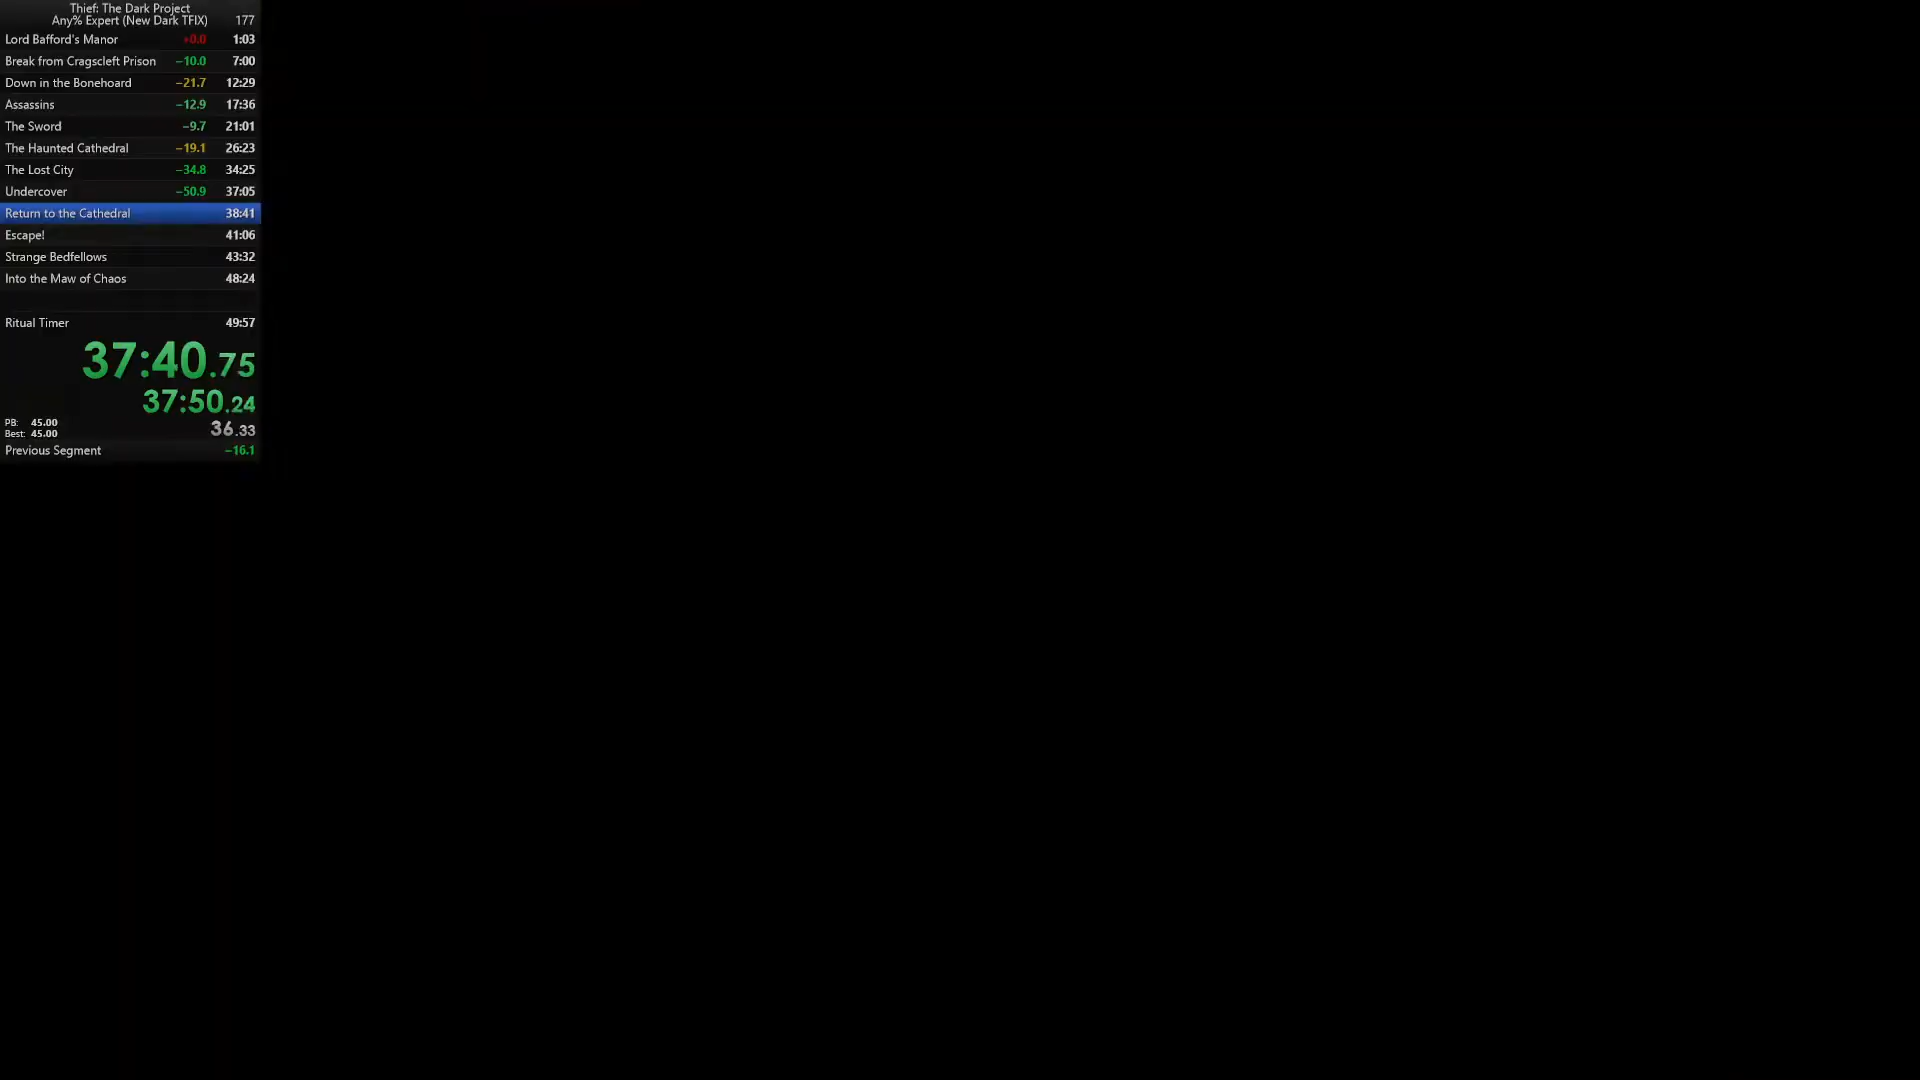 Thief: The Dark Project
Any% Expert (New Dark TFIX) 177
Lord Bafford's Manor +0.0 1:03
Break from Cragscleft Prison −10.0 7:00
Down in the Bonehoard −21.7 12:29
Assassins −12.9 17:36
The Sword −9.7 21:01
The Haunted Cathedral −19.1 26:23
The Lost City −34.8 34:25
Undercover −50.9 37:05
Return to the Cathedral 38:41
Escape! 41:06
Strange Bedfellows 43:32
Into the Maw of Chaos 48:24
Ritual Timer 49:57
37:40.75
37:50.24
PB: 45.00
Best: 45.00
36.33
Previous Segment −16.1